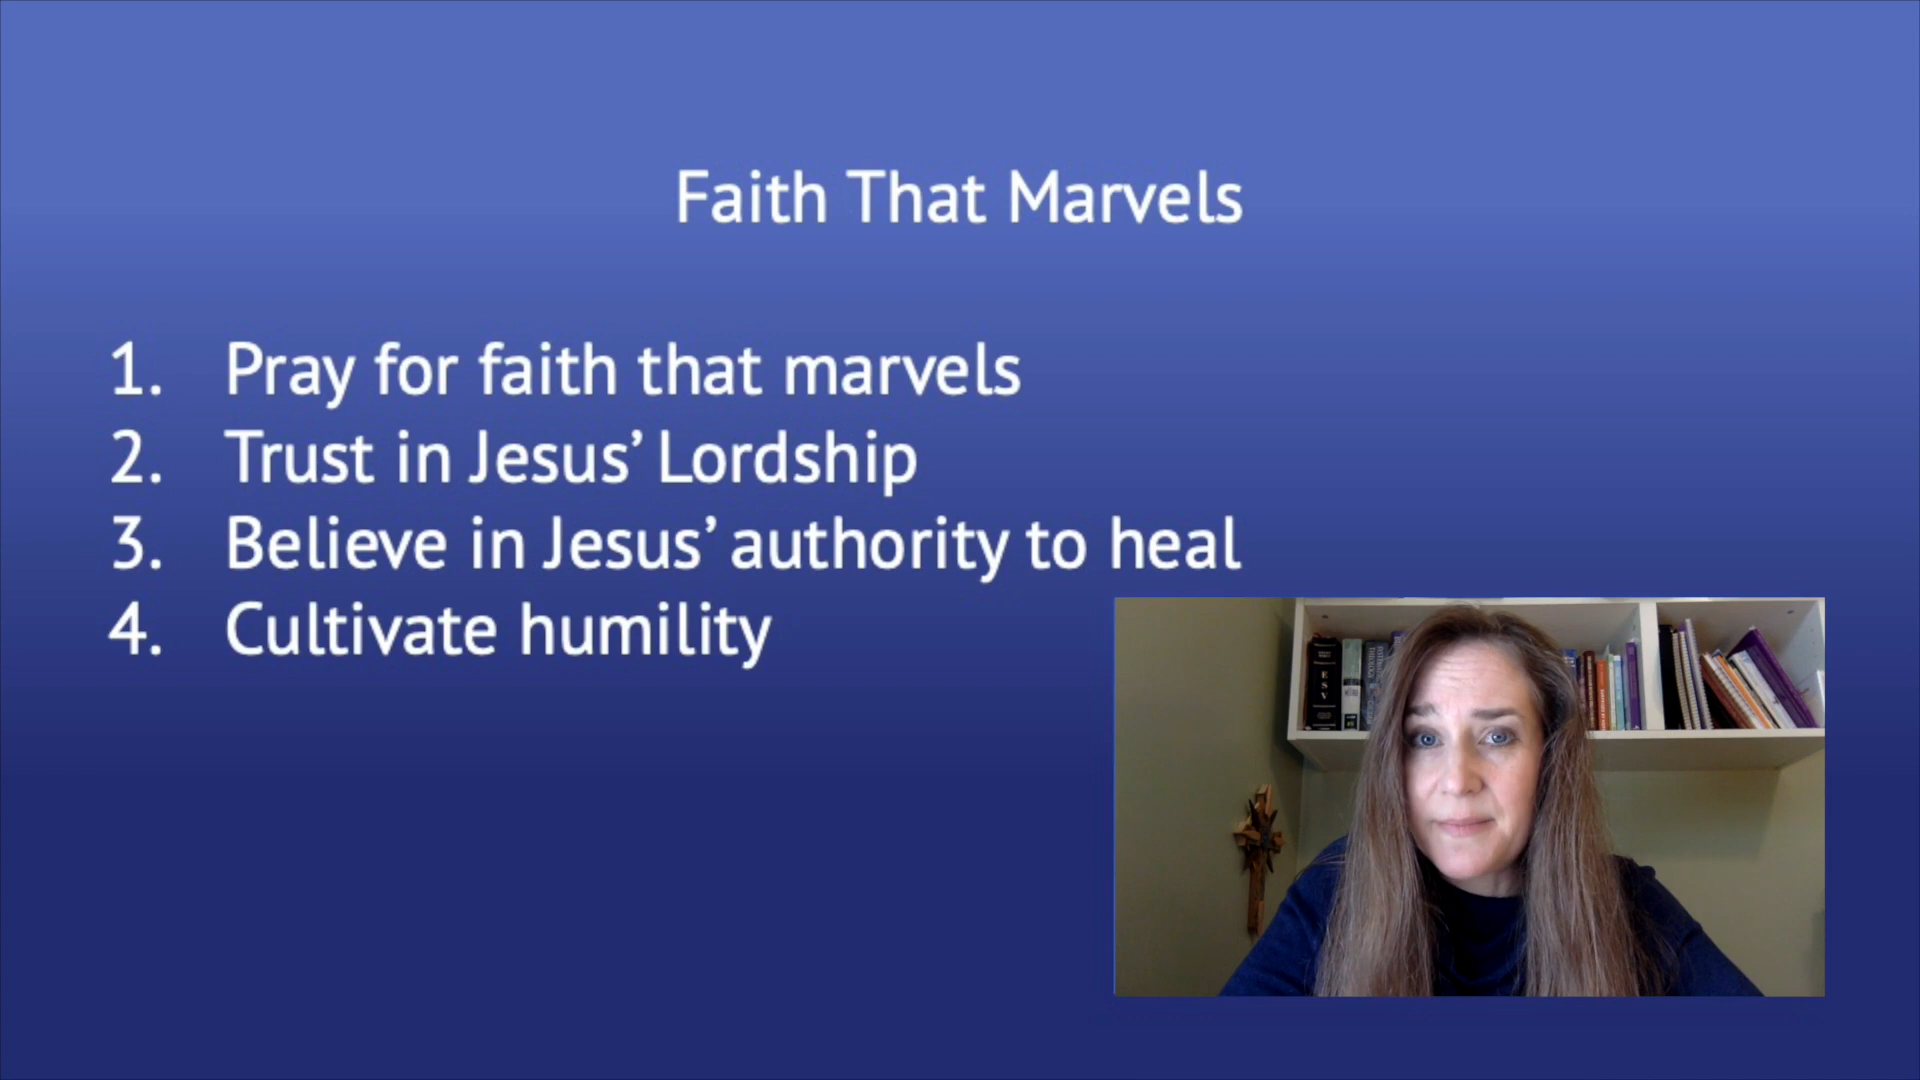 Faith That Marvels
1. Pray for faith that marvels
2. Trust in Jesus’ Lordship
3. Believe in Jesus’ authority to heal
4. Cultivate humility
ESV